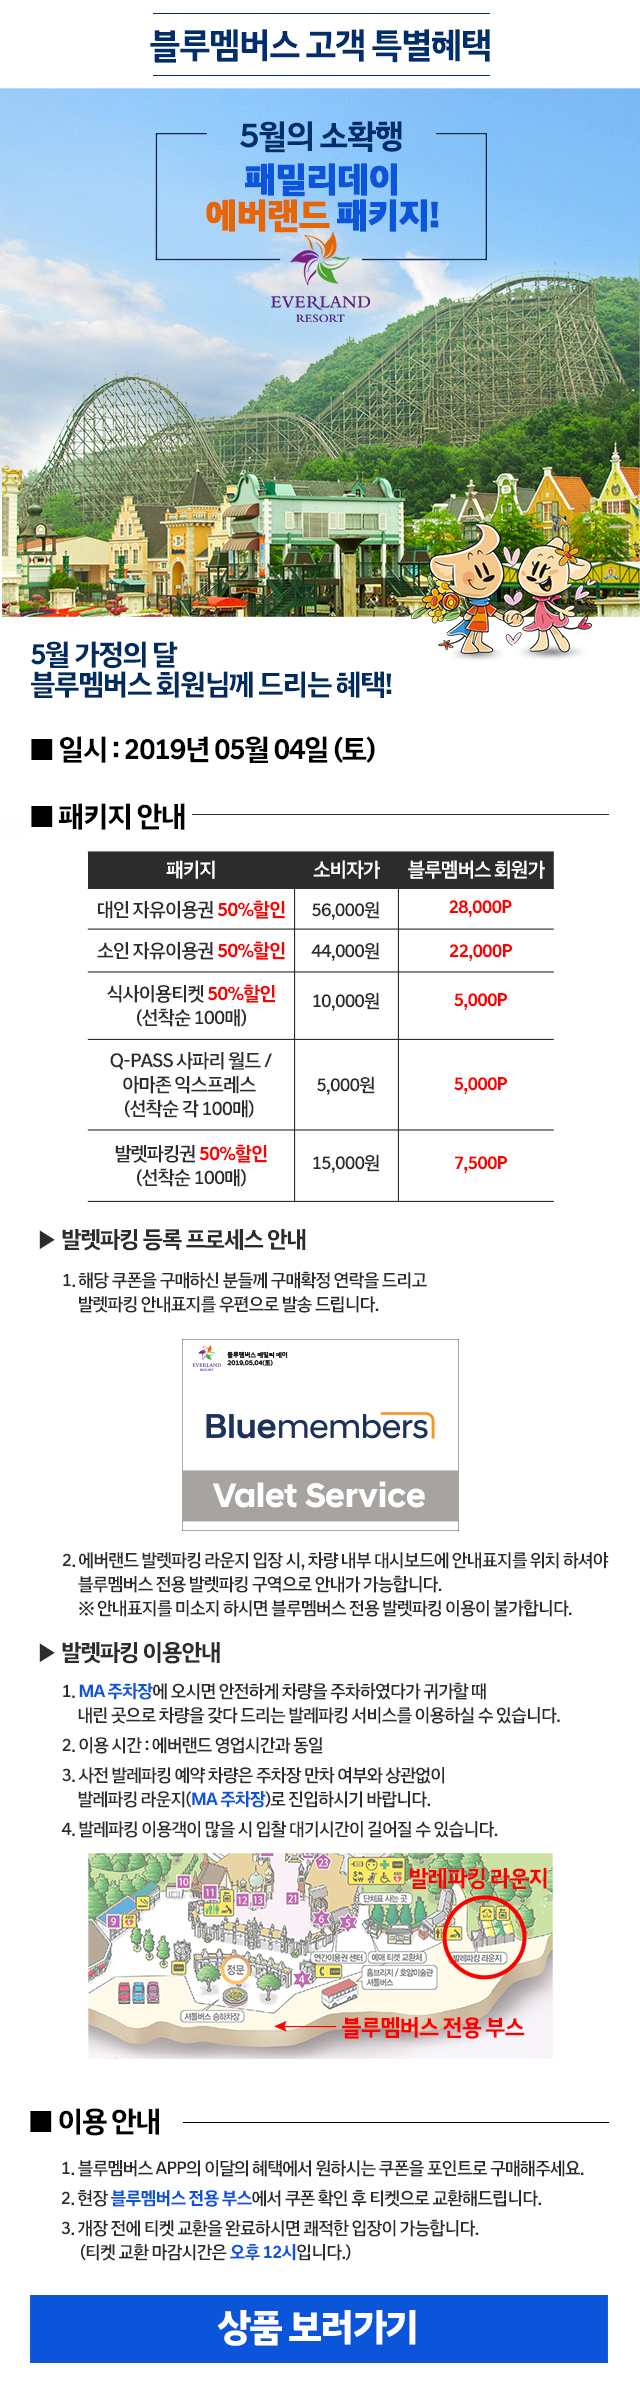 블루멤버스 고객 특별혜택
5월의 소확행
패밀리데이
에버랜드 패키지!
EVERLAND
RESORT
5월 가정의 달
블루멤버스 회원님께 드리는 혜택!
■ 일시 : 2019년 05월 04일 (토)
■ 패키지 안내
패키지 소비자가 블루멤버스 회원가
대인 자유이용권 50%할인 56,000원 28,000P
소인 자유이용권 50%할인 44,000원 22,000P
식사이용티켓 50%할인
(선착순 100매) 10,000원 5,000P
Q-PASS 사파리 월드 /
아마존 익스프레스
(선착순 각 100매) 5,000원 5,000P
발렛파킹권 50%할인
(선착순 100매) 15,000원 7,500P
▶ 발렛파킹 등록 프로세스 안내
1. 해당 쿠폰을 구매하신 분들께 구매확정 연락을 드리고
발렛파킹 안내표지를 우편으로 발송 드립니다.
EVERLAND
RESORT
블루멤버스 패밀리 데이
2019.05.04(토)
Bluemembers
Valet Service
2. 에버랜드 발렛파킹 라운지 입장 시, 차량 내부 대시보드에 안내표지를 위치 하셔야
블루멤버스 전용 발렛파킹 구역으로 안내가 가능합니다.
※ 안내표지를 미소지 하시면 블루멤버스 전용 발렛파킹 이용이 불가합니다.
▶ 발렛파킹 이용안내
1. MA 주차장에 오시면 안전하게 차량을 주차하였다가 귀가할 때
내린 곳으로 차량을 갖다 드리는 발레파킹 서비스를 이용하실 수 있습니다.
2. 이용 시간 : 에버랜드 영업시간과 동일
3. 사전 발레파킹 예약 차량은 주차장 만차 여부와 상관없이
발레파킹 라운지(MA 주차장)로 진입하시기 바랍니다.
4. 발레파킹 이용객이 많을 시 입찰 대기시간이 길어질 수 있습니다.
발레파킹 라운지
23
10
11
12
13
21
9
6
5
4
단체표 사는 곳
정문
연간이용권 센터
예매 티켓 교환처
발레파킹 라운지
홈브리지 / 호암미술관
셔틀버스
셔틀버스 승하차장
블루멤버스 전용 부스
■ 이용 안내
1. 블루멤버스 APP의 이달의 혜택에서 원하시는 쿠폰을 포인트로 구매해주세요.
2. 현장 블루멤버스 전용 부스에서 쿠폰 확인 후 티켓으로 교환해드립니다.
3. 개장 전에 티켓 교환을 완료하시면 쾌적한 입장이 가능합니다.
(티켓 교환 마감시간은 오후 12시입니다.)
상품 보러가기